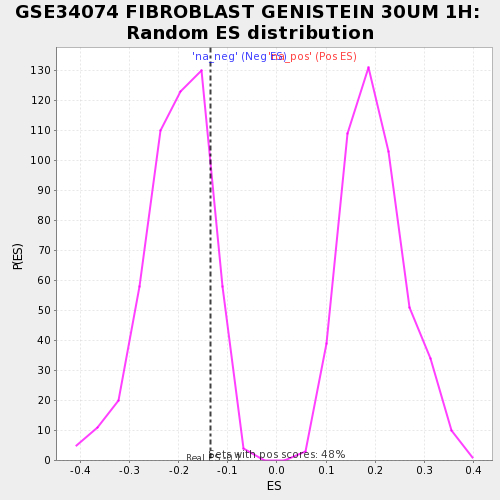 GSE34074 FIBROBLAST GENISTEIN 30UM 1H:
Random ES distribution
'na_neg' (Neg ES)
'na_pos' (Pos ES)
130
120
110
100
90
80
70
60
50
40
30
20
10
0
P(ES)
Sets with pos scores: 48%
Real
-0.4 -0.3 -0.2 -0.1 0.0 0.1 0.2 0.3 0.4
ES